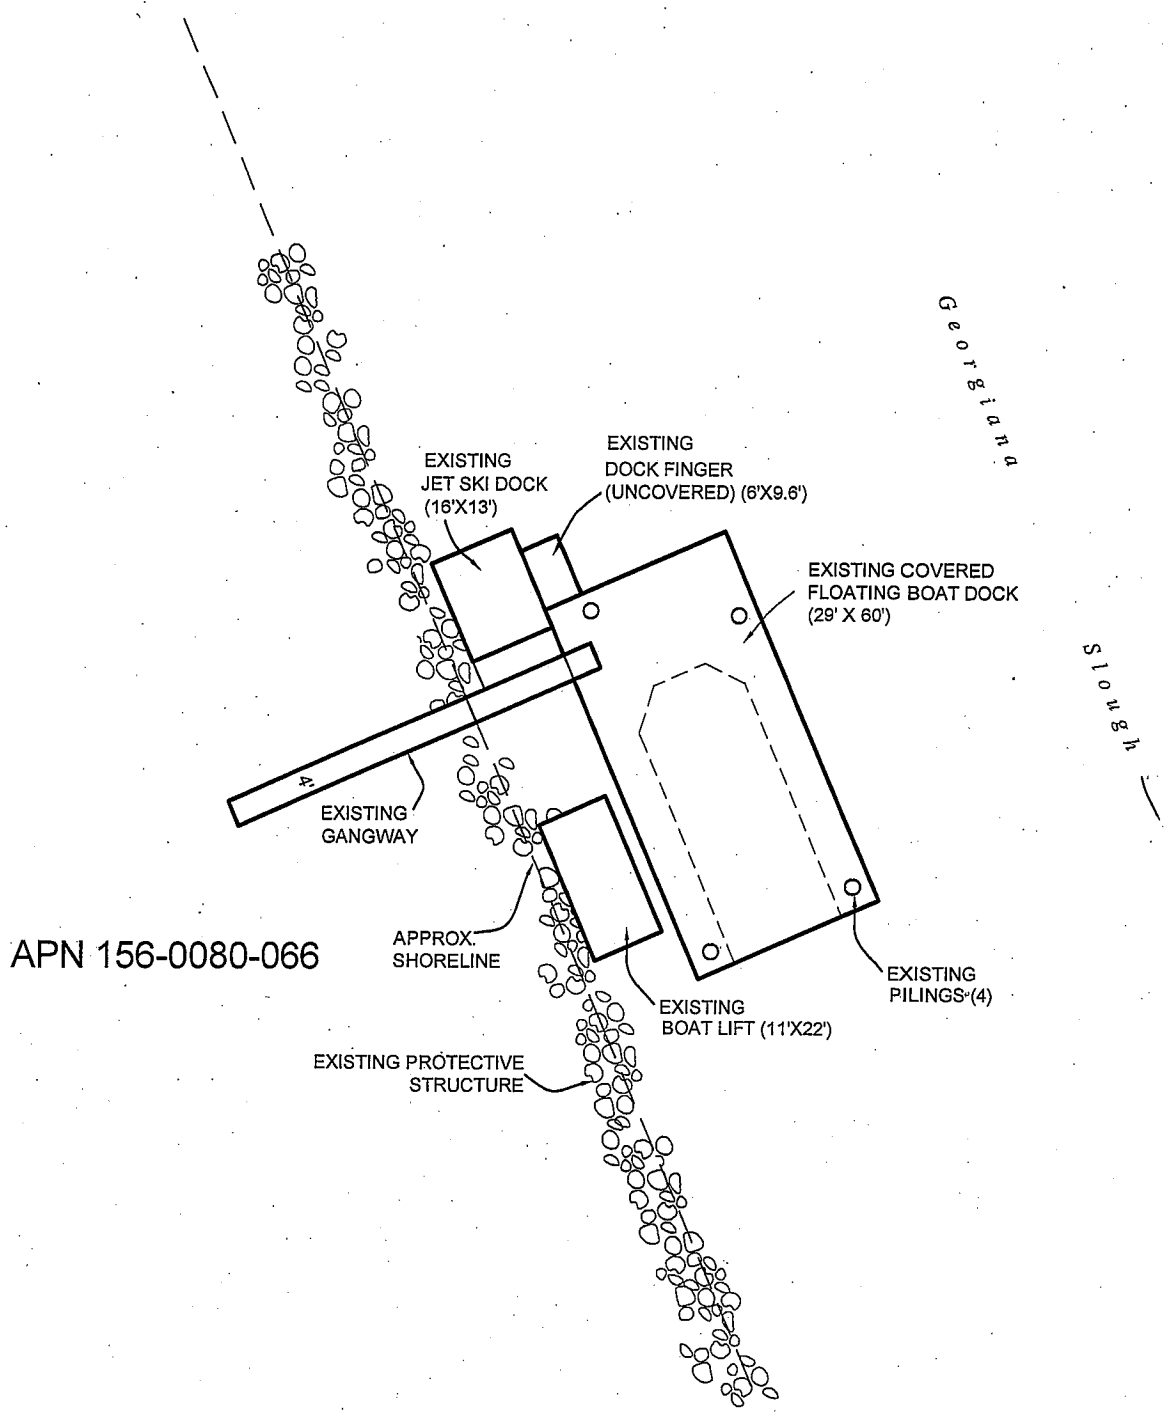 Georgiana
Slough
EXISTING
JET SKI DOCK
(16'X13')
EXISTING
DOCK FINGER
(UNCOVERED) (6'X9.6')
EXISTING COVERED
FLOATING BOAT DOCK
(29' X 60')
4'
EXISTING
GANGWAY
APN 156-0080-066
APPROX.
SHORELINE
EXISTING
PILINGS (4)
EXISTING
BOAT LIFT (11'X22')
EXISTING PROTECTIVE
STRUCTURE